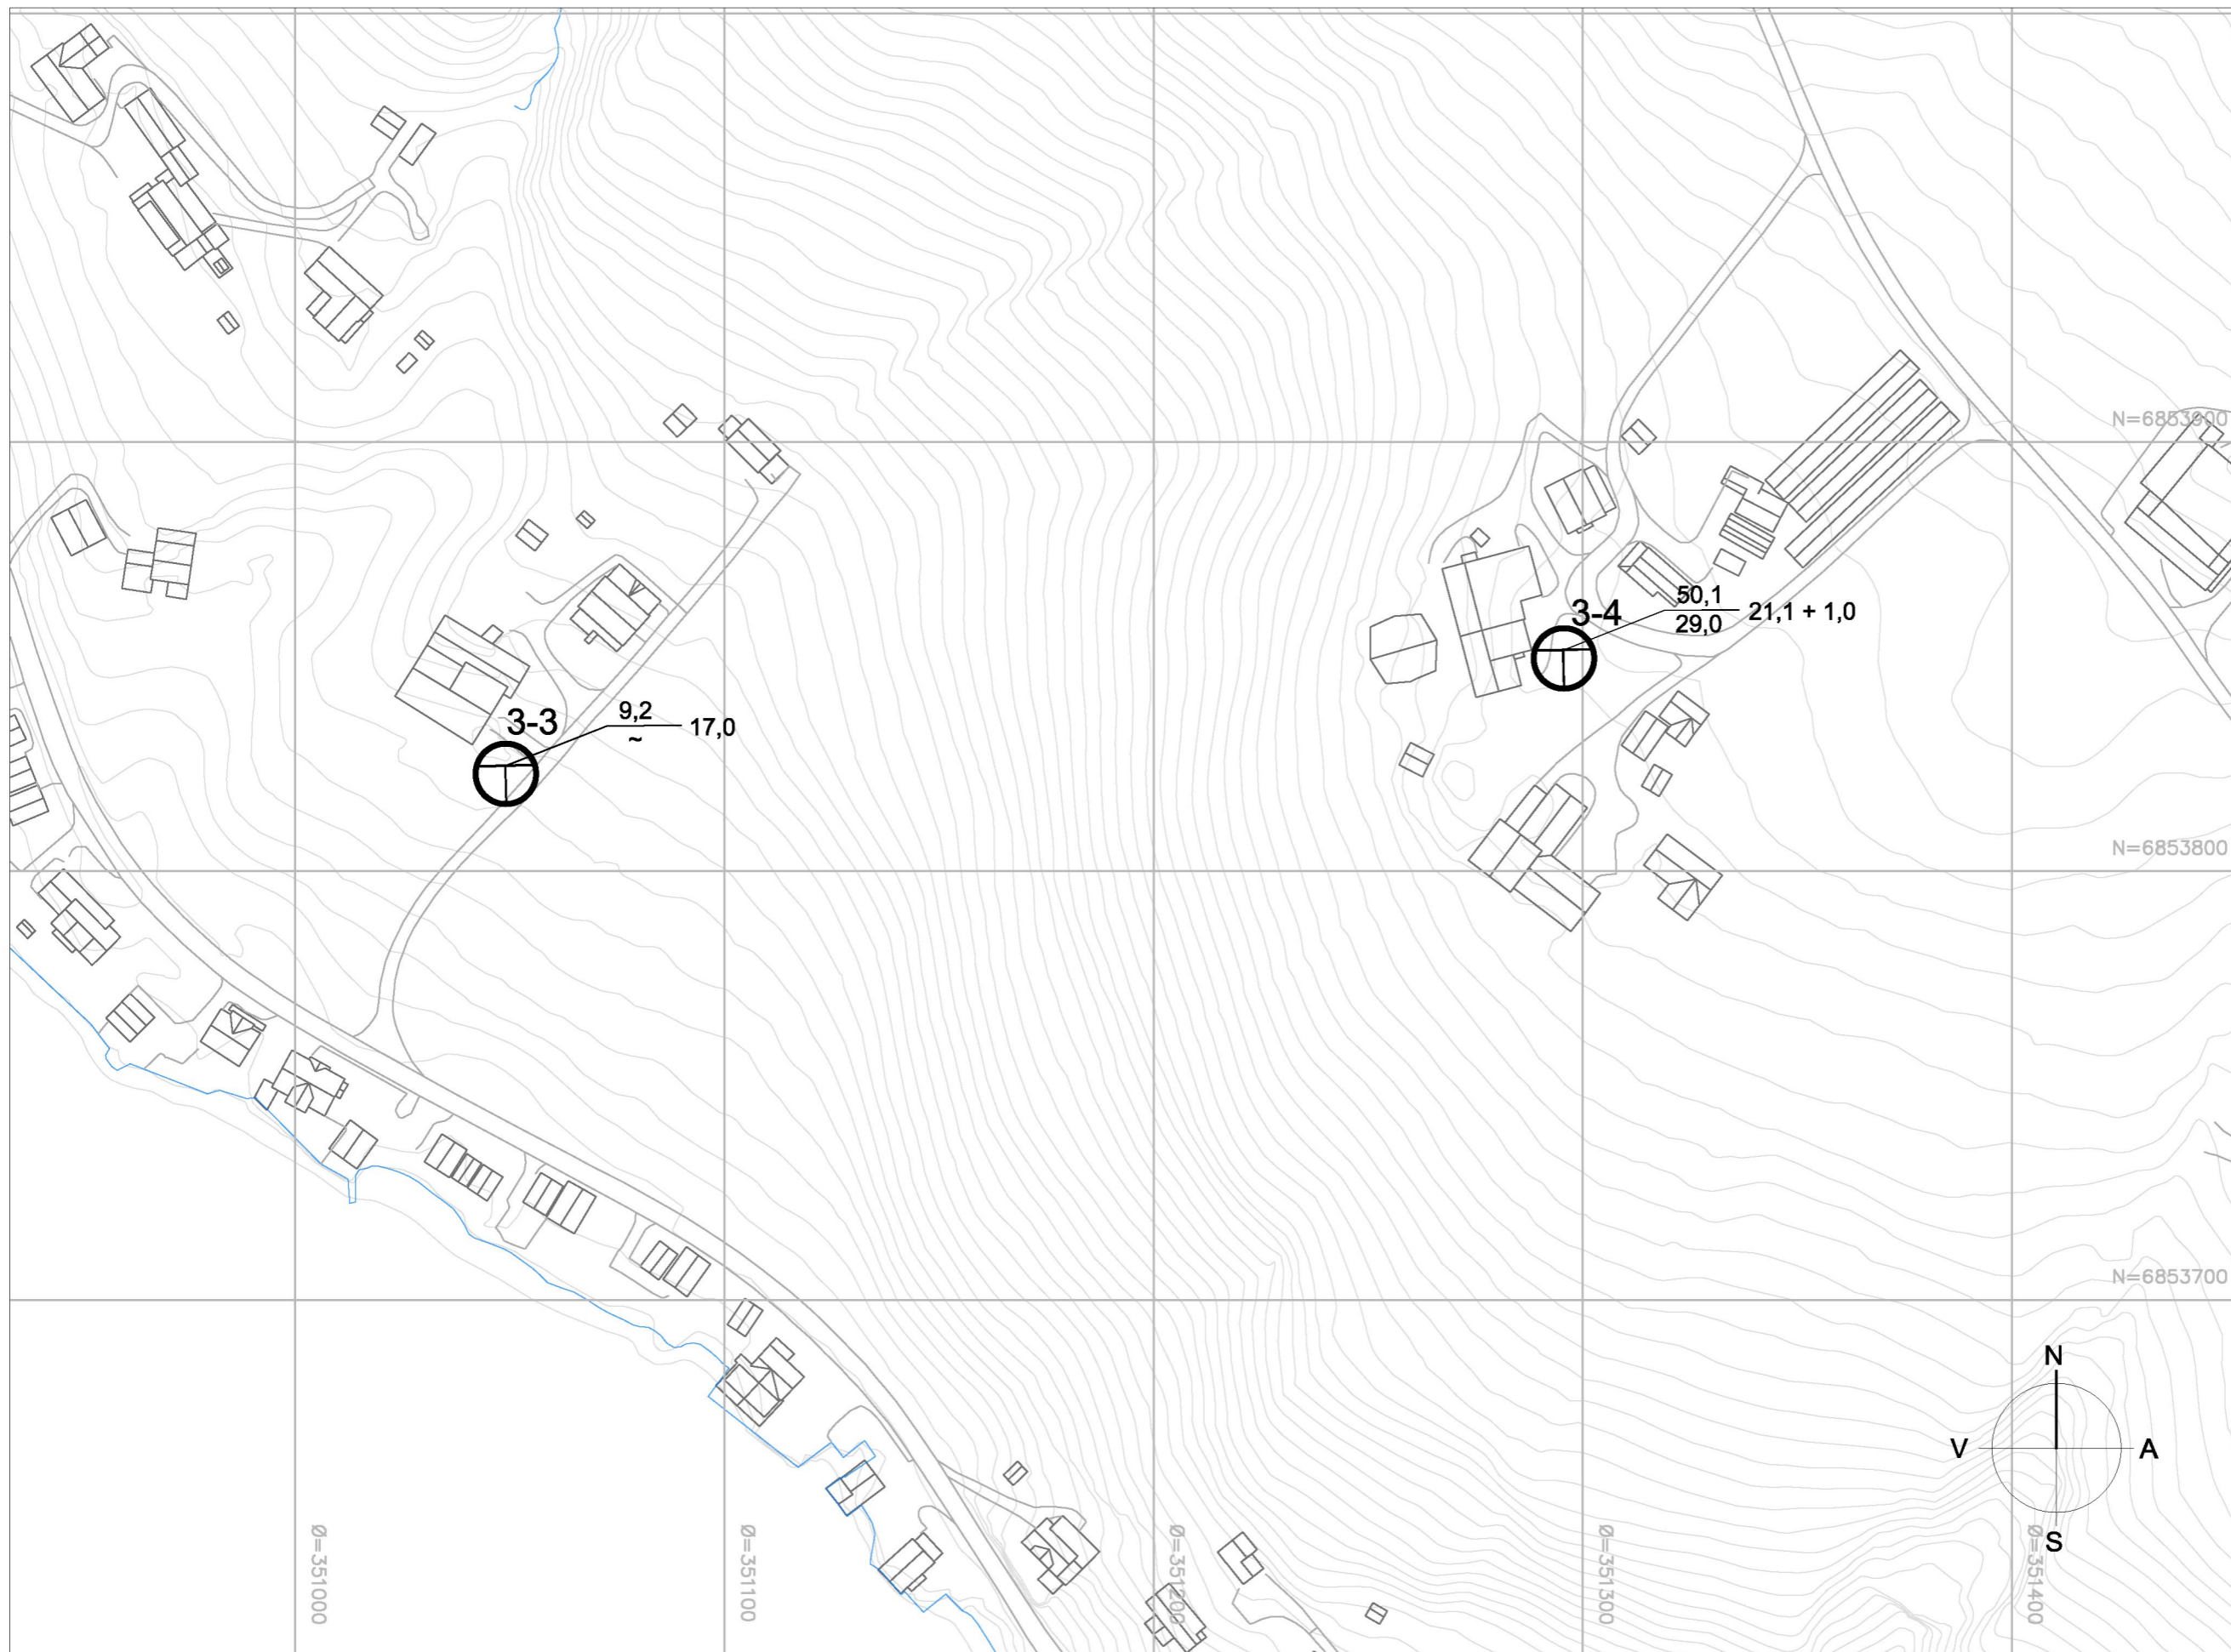 N=6853900
50,1
3-4
21,1 + 1,0
29,0
9,2
3-3
17,0
~
N=6853800
N=6853700
N
V
A
S
Ø=351000
Ø=351100
Ø=351200
Ø=351300
Ø=351400